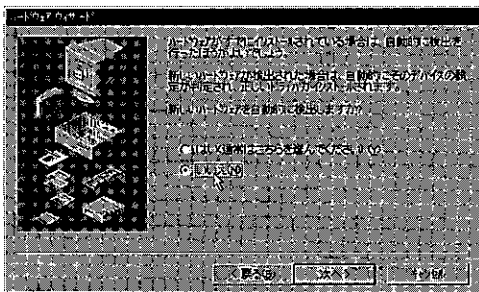 ハードウェア ウィザード
ハードウェアがすでにインストールされている場合は、自動的に検出を
行ったほうがよいでしょう。
新しいハードウェアが検出された場合は、自動的にそのデバイスの設
定が判定され、正しいドライバがインストールされます。
新しいハードウェアを自動的に検出しますか?
はい(通常はこちらを選んでください)(Y)
いいえ(N)
< 戻る(B)
次へ >
キャンセル